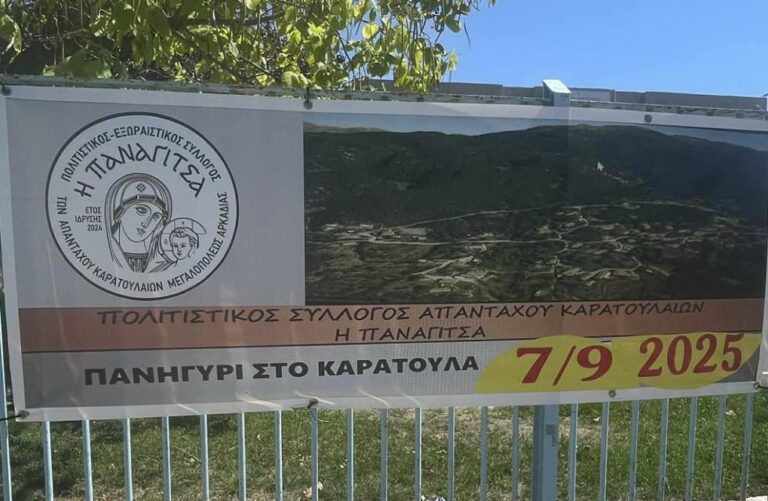 ΠΟΛΙΤΙΣΤΙΚΟΣ-ΕΞΩΡΑΙΣΤΙΚΟΣ ΣΥΛΛΟΓΟΣ
Η ΠΑΝΑΓΙΤΣΑ
ΕΤΟΣ
ΙΔΡΥΣΗΣ
2024
ΤΩΝ ΑΠΑΝΤΑΧΟΥ ΚΑΡΑΤΟΥΛΑΙΩΝ ΜΕΓΑΛΟΠΟΛΕΩΣ ΑΡΚΑΔΙΑΣ
ΠΟΛΙΤΙΣΤΙΚΟΣ ΣΥΛΛΟΓΟΣ ΑΠΑΝΤΑΧΟΥ ΚΑΡΑΤΟΥΛΑΙΩΝ
Η ΠΑΝΑΓΙΤΣΑ
ΠΑΝΗΓΥΡΙ ΣΤΟ ΚΑΡΑΤΟΥΛΑ 7/9 2025